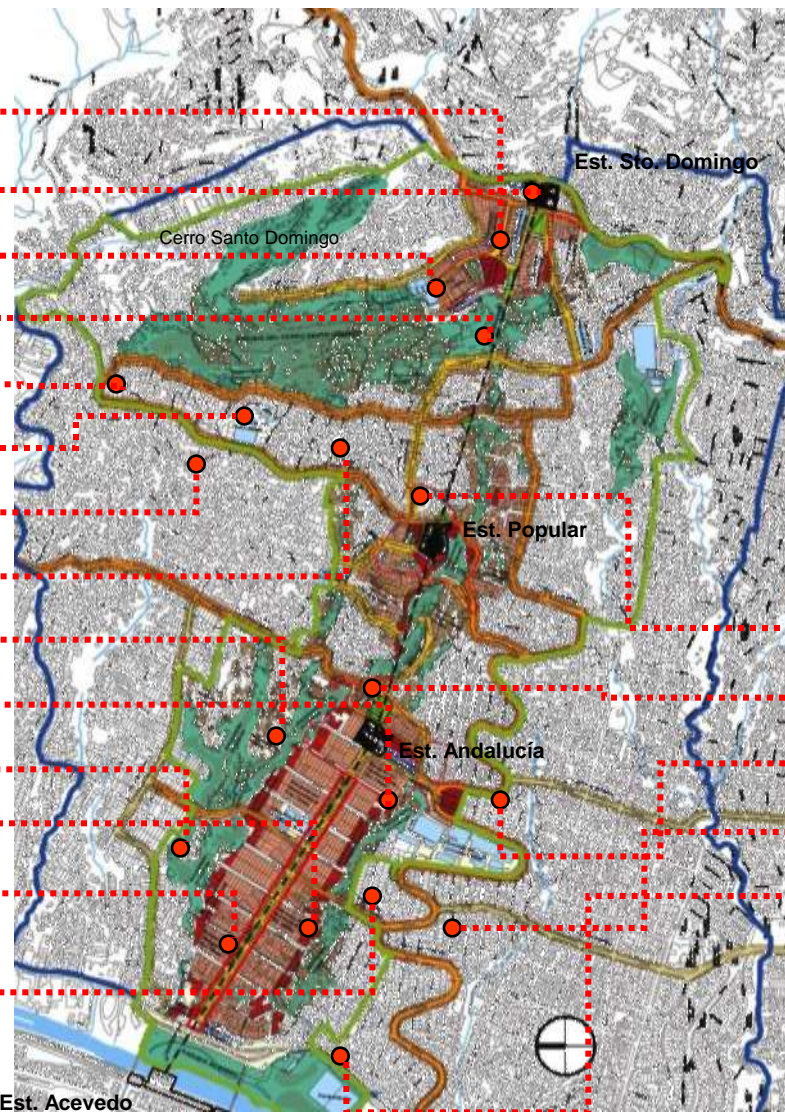 Est. Sto. Domingo
Cerro Santo Domingo
Est. Popular
Est. Andalucía
Est. Acevedo